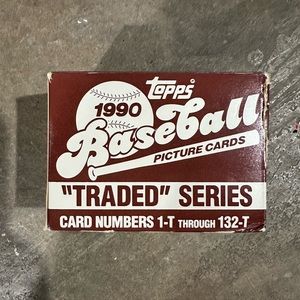 Topps
1990
Baseball
PICTURE CARDS
"TRADED" SERIES
CARD NUMBERS 1-T THROUGH 132-T